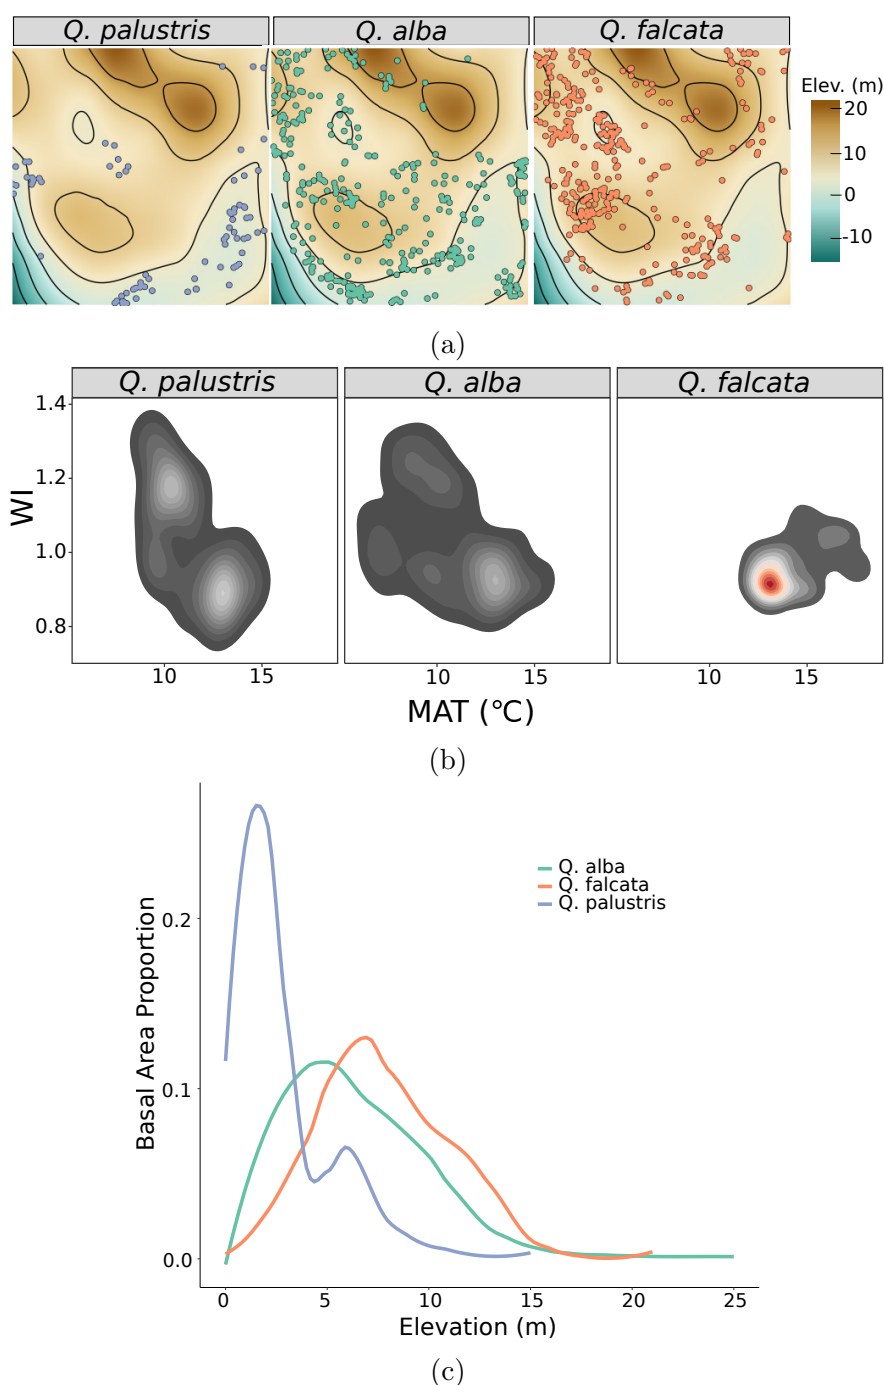 Q. palustris Q. alba Q. falcata
Elev. (m)
20
10
0
-10
(a)
Q. palustris Q. alba Q. falcata
1.4
1.2
WI
1.0
0.8
10 15 10 15 10 15
MAT (°C)
(b)
Q. alba
Q. falcata
Q. palustris
Basal Area Proportion
0.2
0.1
0.0
0 5 10 15 20 25
Elevation (m)
(c)